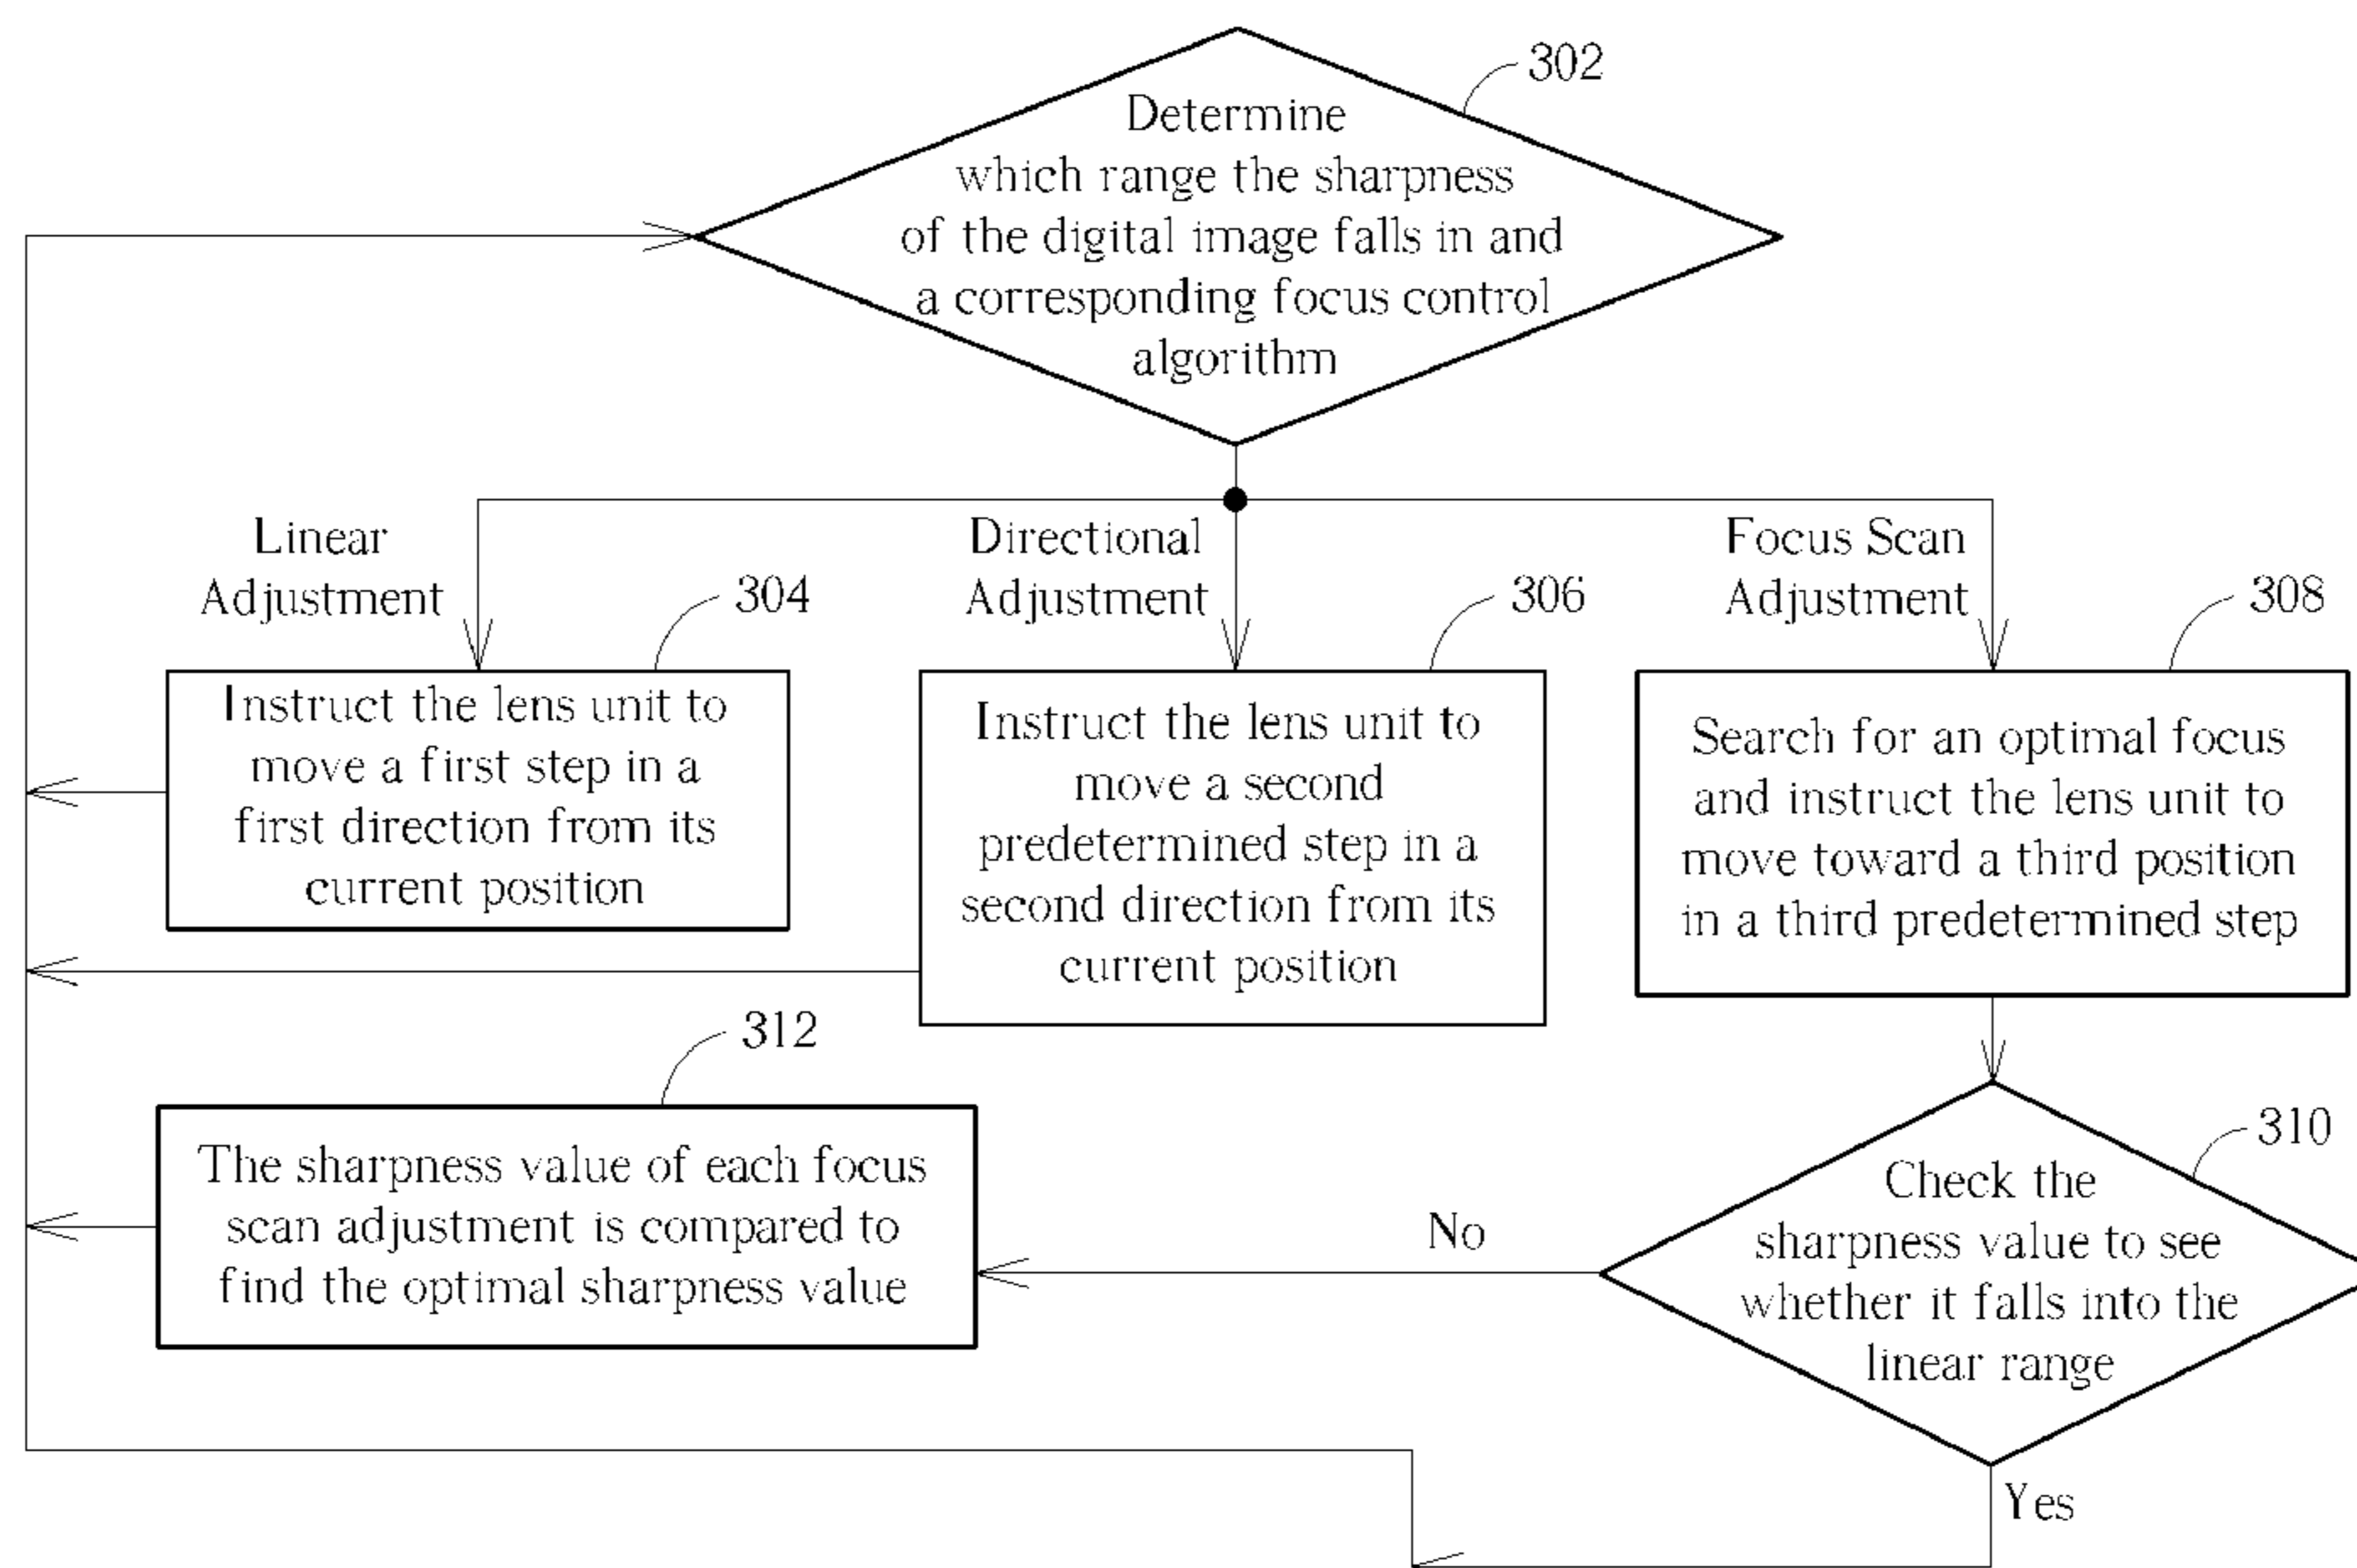 302
Determine
which range the sharpness
of the digital image falls in and
a corresponding focus control
algorithm
Linear
Adjustment
304
Directional
Adjustment
306
Focus Scan
Adjustment
308
Instruct the lens unit to
move a first step in a
first direction from its
current position
Instruct the lens unit to
move a second
predetermined step in a
second direction from its
current position
Search for an optimal focus
and instruct the lens unit to
move toward a third position
in a third predetermined step
312
The sharpness value of each focus
scan adjustment is compared to
find the optimal sharpness value
No
310
Check the
sharpness value to see
whether it falls into the
linear range
Yes